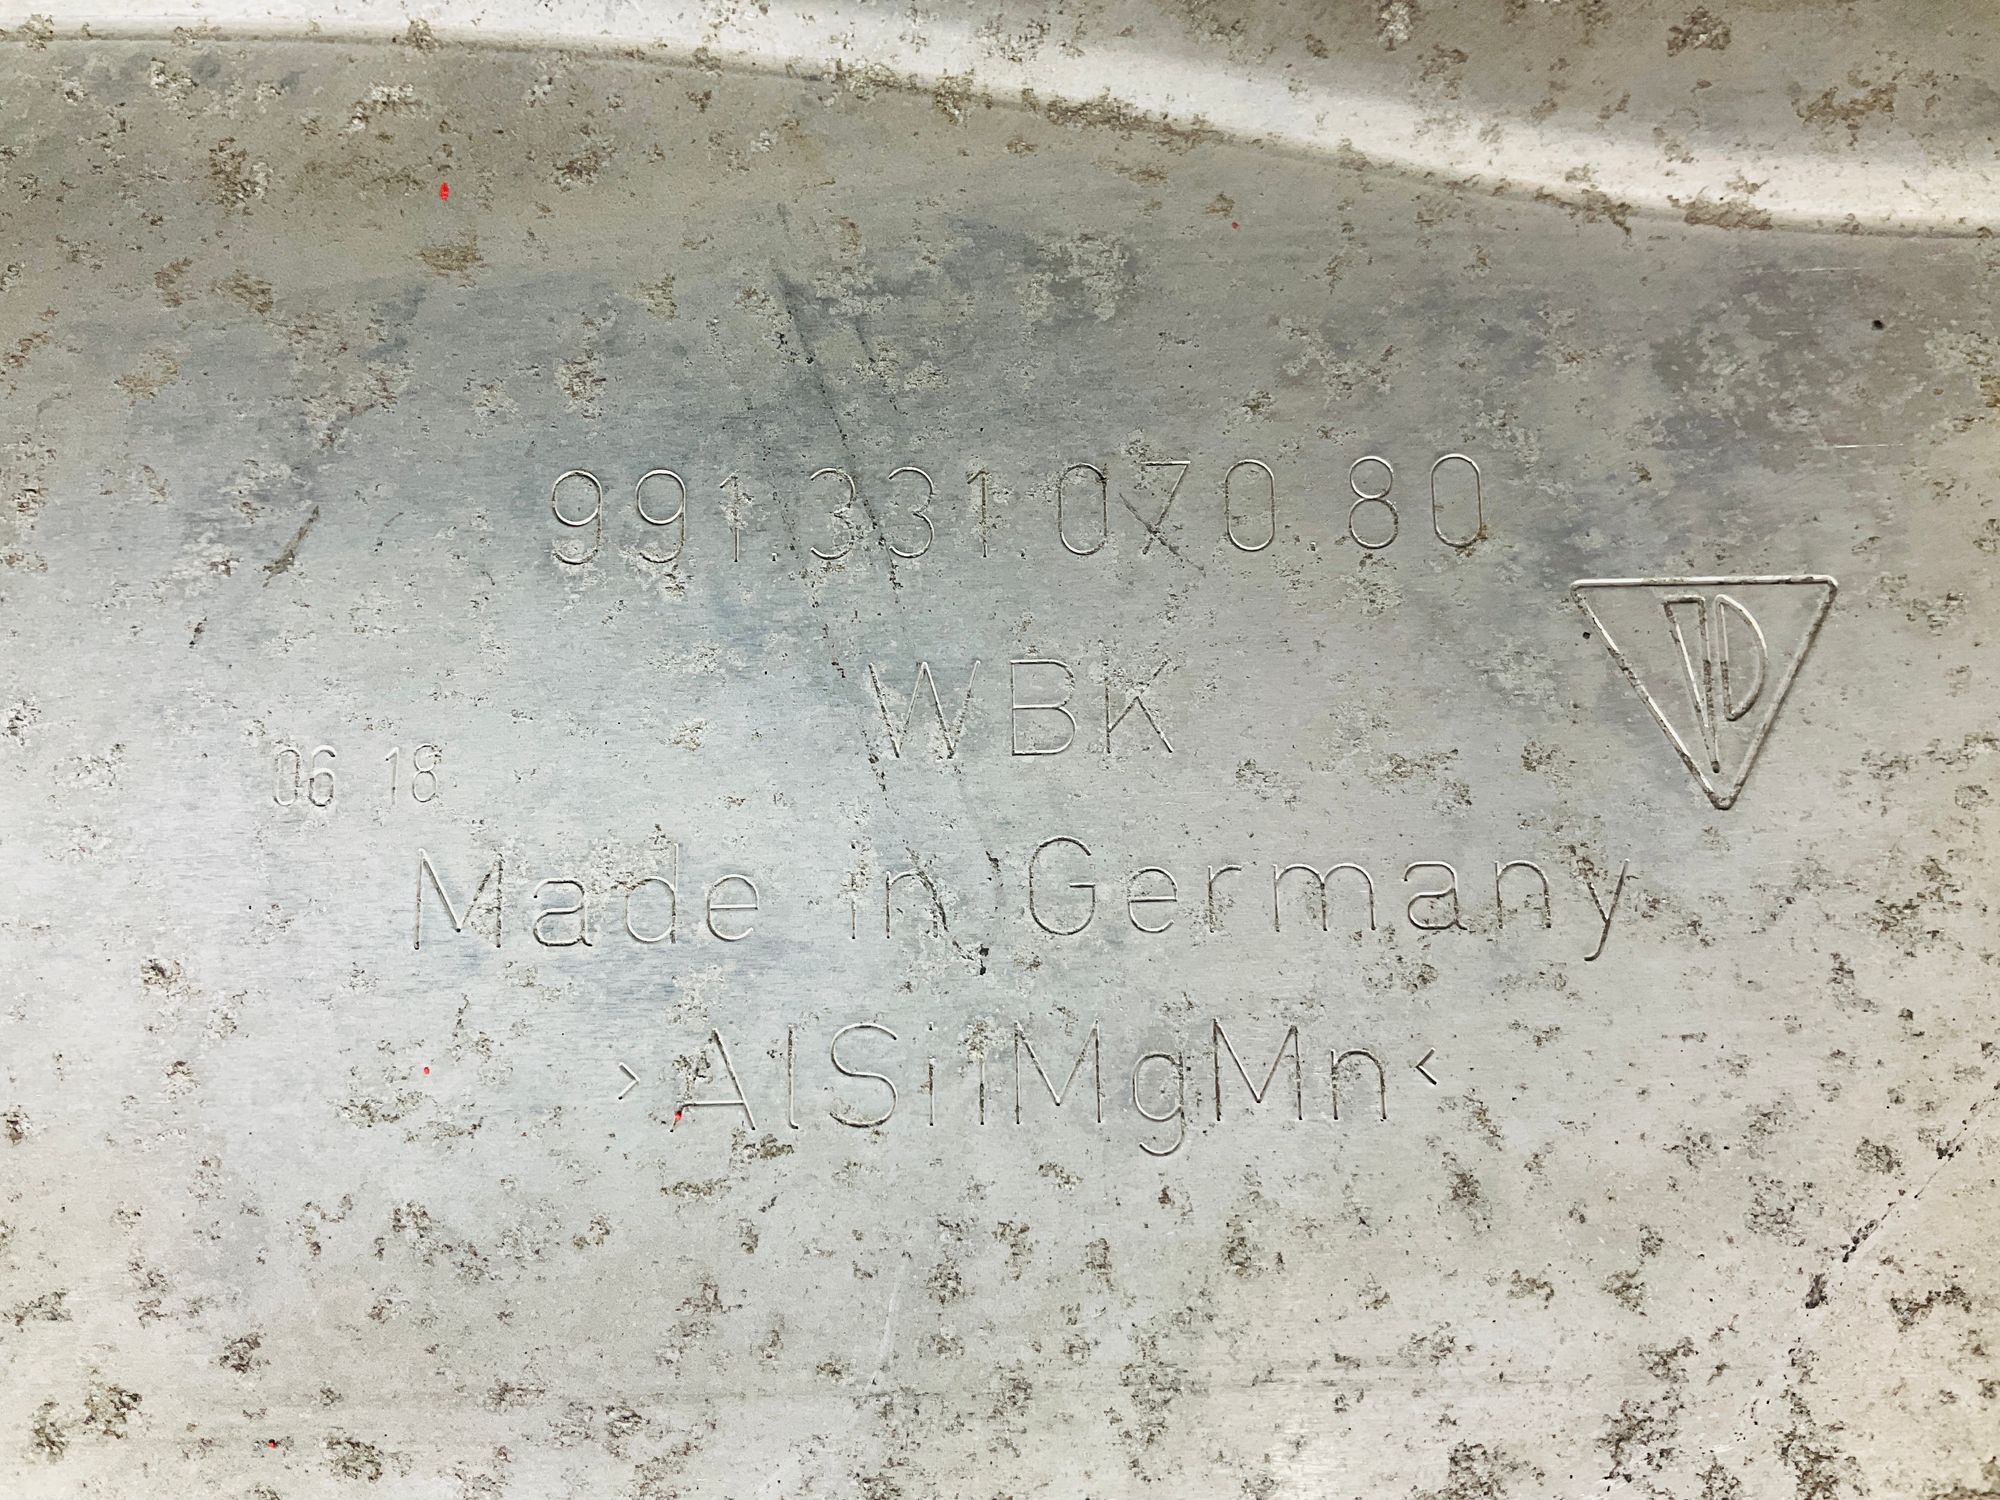 991.331.070.80
WBK
06 18
Made in Germany
>AlSi1MgMn<